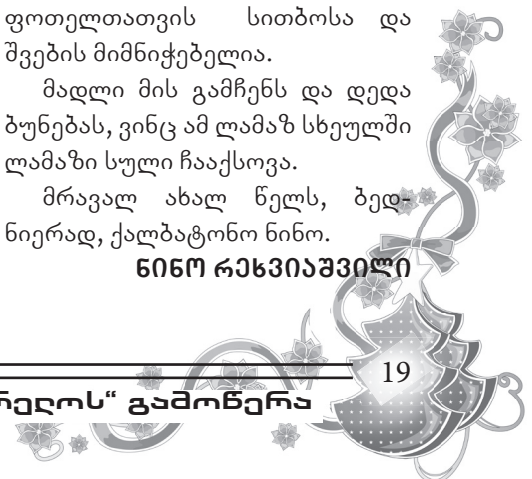 ფოთელთათვის სითბოსა და
შვების მიმნიჭებელია.
მადლი მის გამჩენს და დედა
ბუნებას, ვინც ამ ლამაზ სხეულში
ლამაზი სული ჩააქსოვა.
მრავალ ახალ წელს, ბედ-
ნიერად, ქალბატონო ნინო.
ნინო რეხვიაშვილი
19
გამოწერა